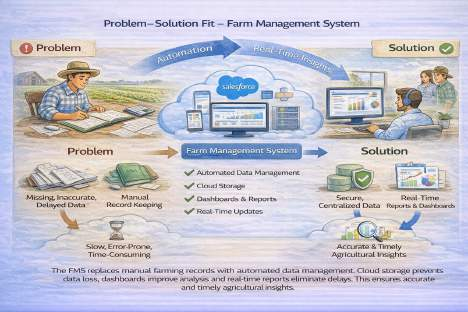 Problem–Solution Fit – Farm Management System
Problem
Automation
Real-Time Insights
Solution
salesforce
Problem
Farm Management System
Solution
Missing, Inaccurate,
Delayed Data
Manual
Record Keeping
Automated Data Management
Cloud Storage
Dashboards & Reports
Real-Time Updates
Secure,
Centralized Data
Real-Time
Reports & Dashboards
Slow, Error-Prone,
Time-Consuming
Accurate & Timely
Agricultural Insights
The FMS replaces manual farming records with automated data management. Cloud storage prevents
data loss, dashboards improve analysis and real-time reports eliminate delays. This ensures accurate
and timely agricultural insights.